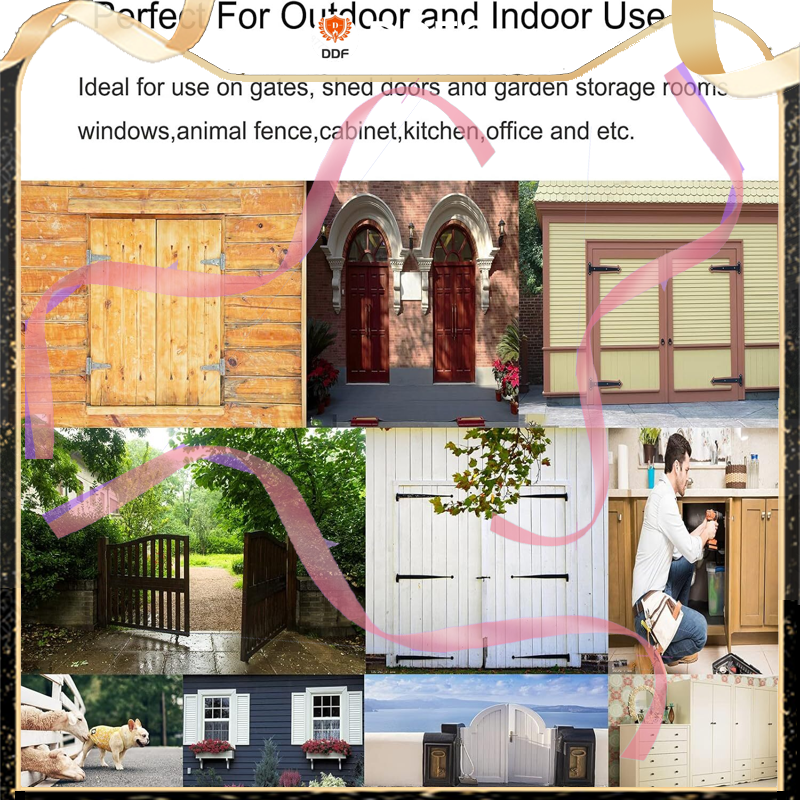 Perfect For Outdoor and Indoor Use
DDF
Ideal for use on gates, shed doors and garden storage rooms
windows,animal fence,cabinet,kitchen,office and etc.